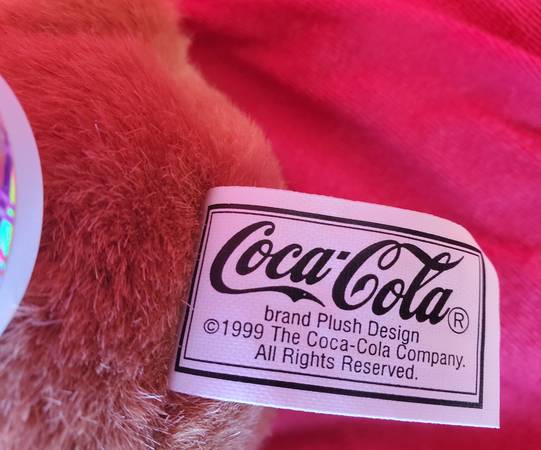 Coca-Cola®
brand Plush Design
©1999 The Coca-Cola Company.
All Rights Reserved.